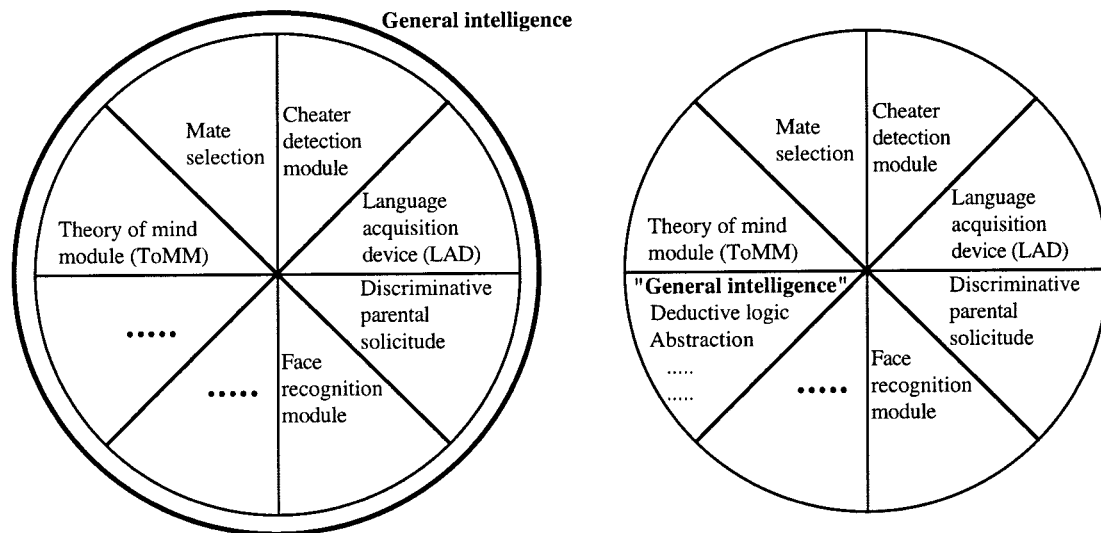 General intelligence
Mate
selection
Cheater
detection
module
Theory of mind
module (ToMM)
Language
acquisition
device (LAD)
.....
Discriminative
parental
solicitude
.....
Face
recognition
module
Mate
selection
Cheater
detection
module
Theory of mind
module (ToMM)
Language
acquisition
device (LAD)
"General intelligence"
Deductive logic
Abstraction
.....
.....
Discriminative
parental
solicitude
.....
Face
recognition
module